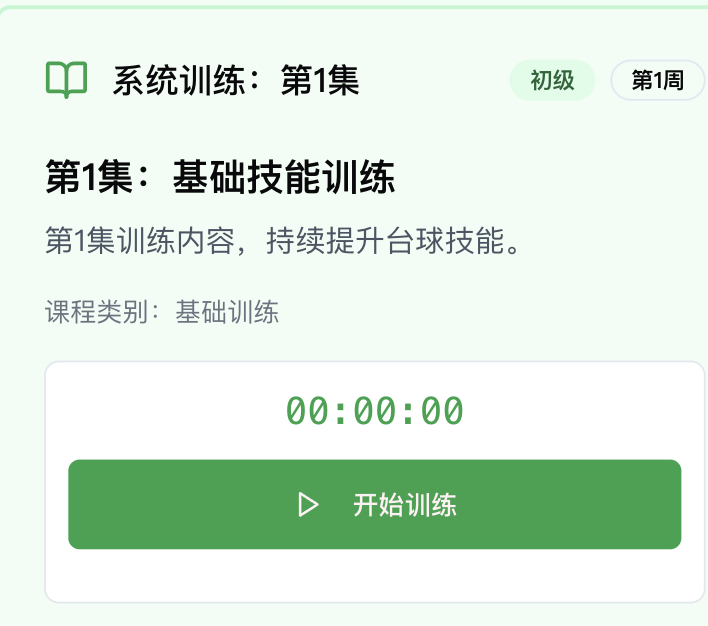 系统训练：第1集
初级
第1周
第1集：基础技能训练
第1集训练内容，持续提升台球技能。
课程类别：基础训练
00:00:00
开始训练